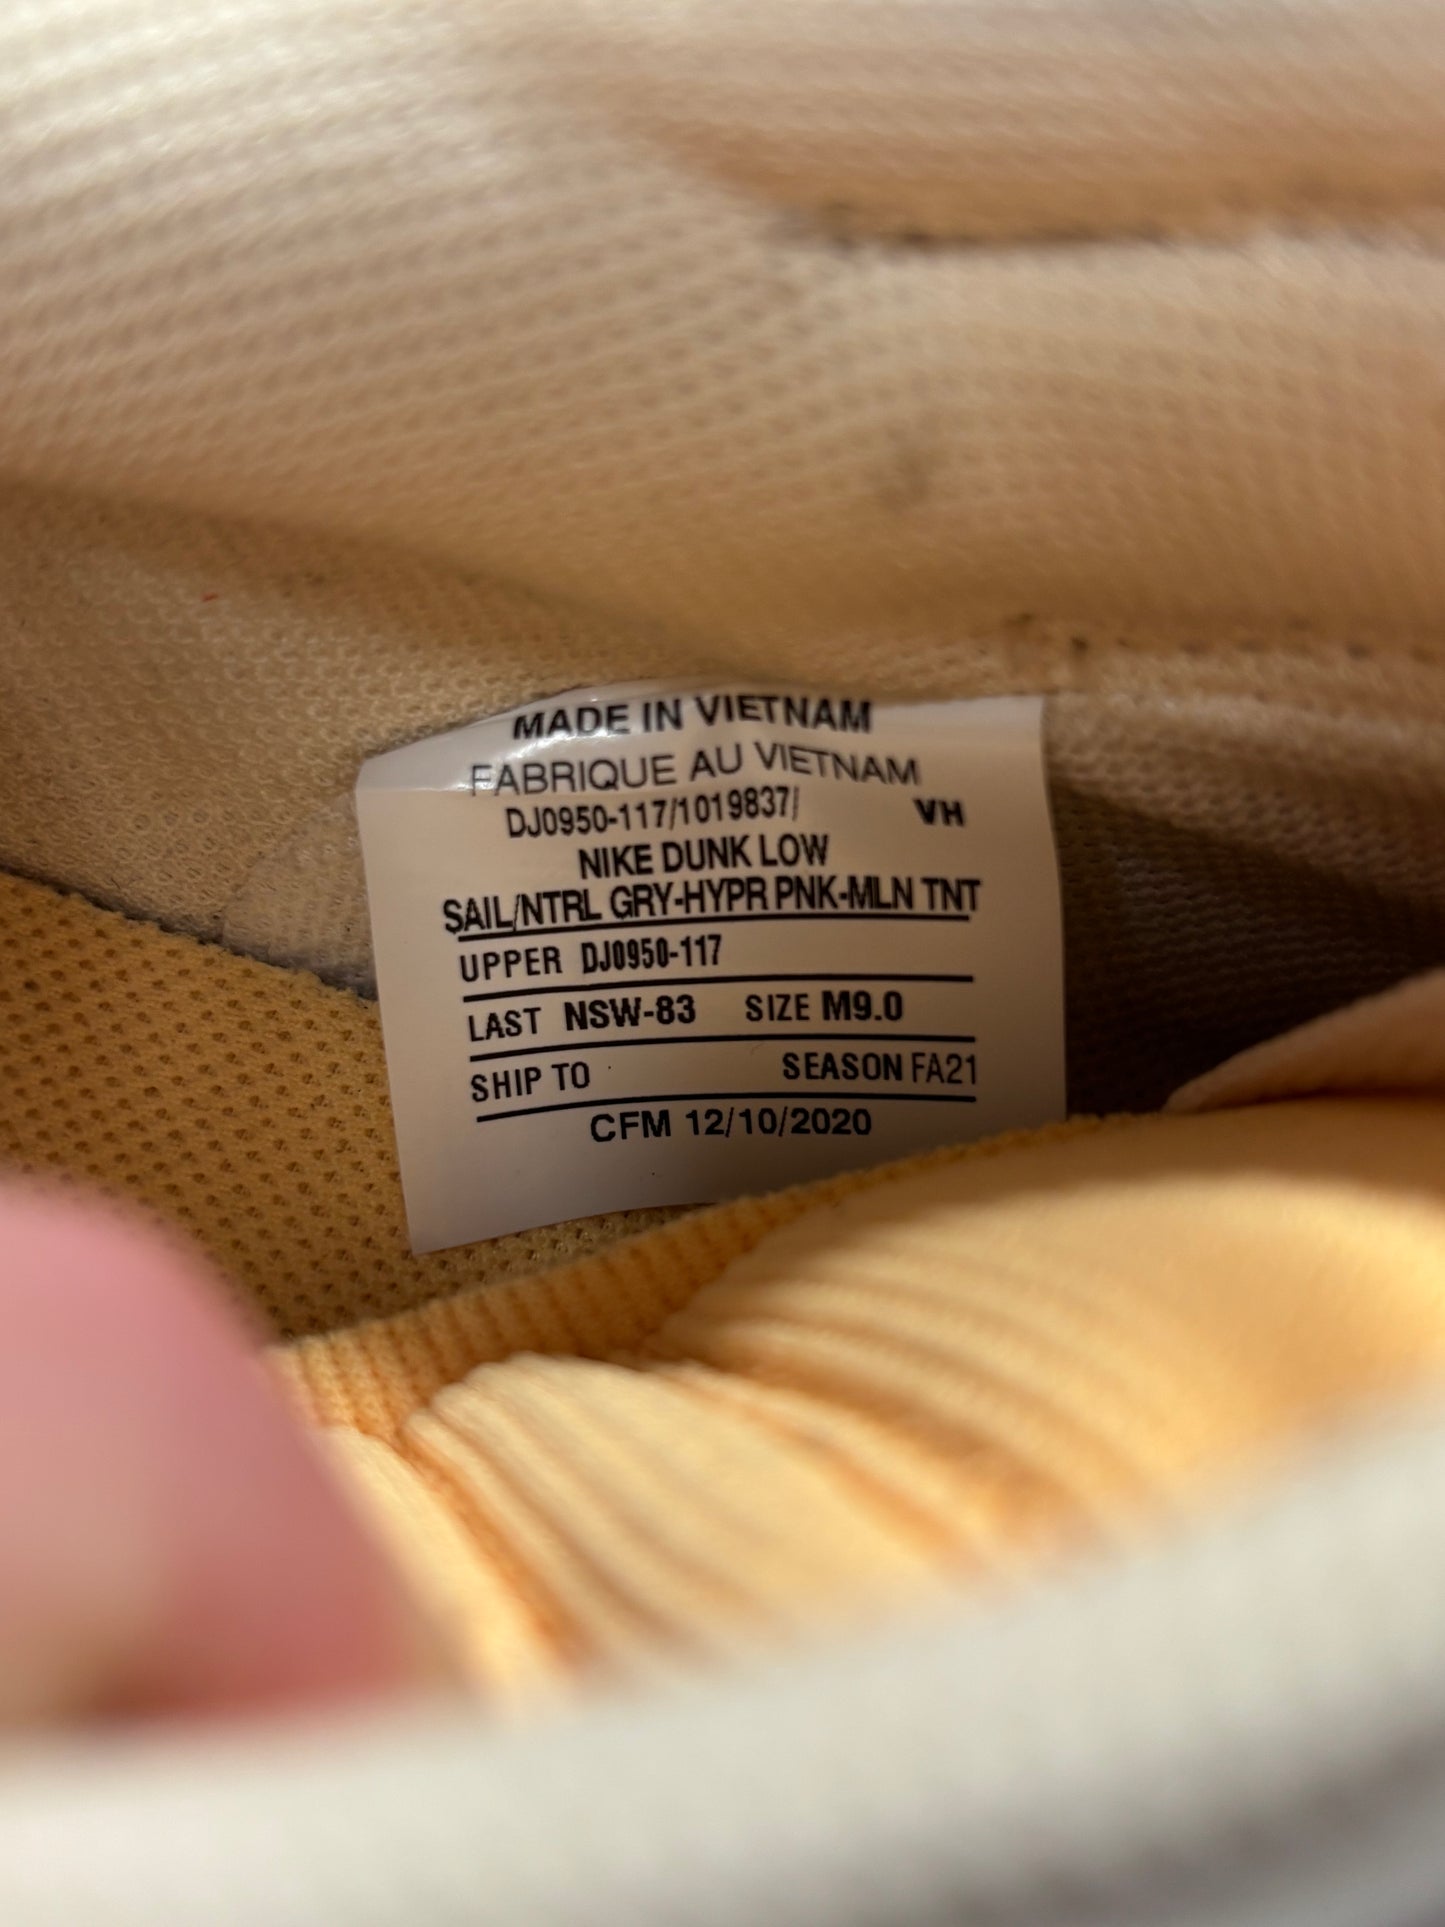 MADE IN VIETNAM
FABRIQUE AU VIETNAM
DJ0950-117/1019837/ VH
NIKE DUNK LOW
SAIL/NTRL GRY-HYPR PNK-MLN TNT
UPPER DJ0950-117
LAST NSW-83 SIZE M9.0
SHIP TO SEASON FA21
CFM 12/10/2020